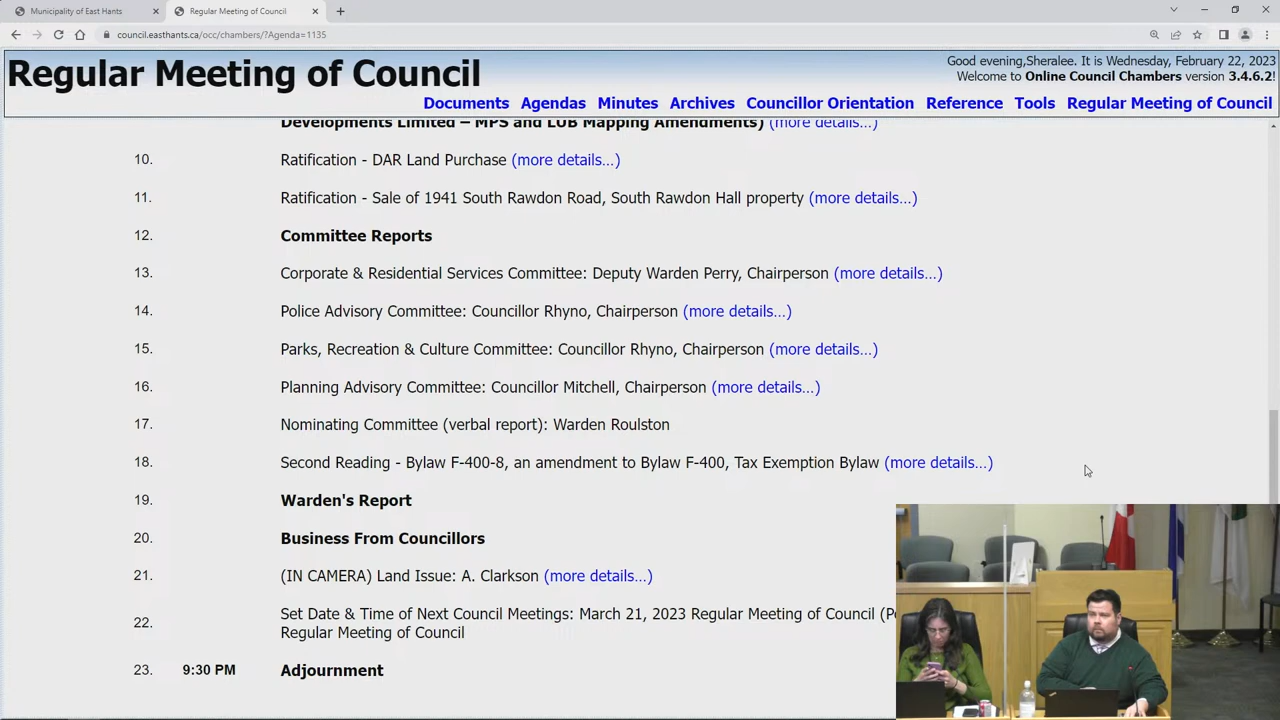 Municipality of East Hants
Regular Meeting of Council
council.easthants.ca/occ/chambers/?Agenda=1135
Regular Meeting of Council
Good evening,Sheralee. It is Wednesday, February 22, 2023
Welcome to Online Council Chambers version 3.4.6.2!
Documents Agendas Minutes Archives Councillor Orientation Reference Tools Regular Meeting of Council
Developments Limited – MPS and LUB Mapping Amendments) (more details...)
10. Ratification - DAR Land Purchase (more details...)
11. Ratification - Sale of 1941 South Rawdon Road, South Rawdon Hall property (more details...)
12. Committee Reports
13. Corporate & Residential Services Committee: Deputy Warden Perry, Chairperson (more details...)
14. Police Advisory Committee: Councillor Rhyno, Chairperson (more details...)
15. Parks, Recreation & Culture Committee: Councillor Rhyno, Chairperson (more details...)
16. Planning Advisory Committee: Councillor Mitchell, Chairperson (more details...)
17. Nominating Committee (verbal report): Warden Roulston
18. Second Reading - Bylaw F-400-8, an amendment to Bylaw F-400, Tax Exemption Bylaw (more details...)
19. Warden's Report
20. Business From Councillors
21. (IN CAMERA) Land Issue: A. Clarkson (more details...)
22. Set Date & Time of Next Council Meetings: March 21, 2023 Regular Meeting of Council
Regular Meeting of Council
23. 9:30 PM Adjournment